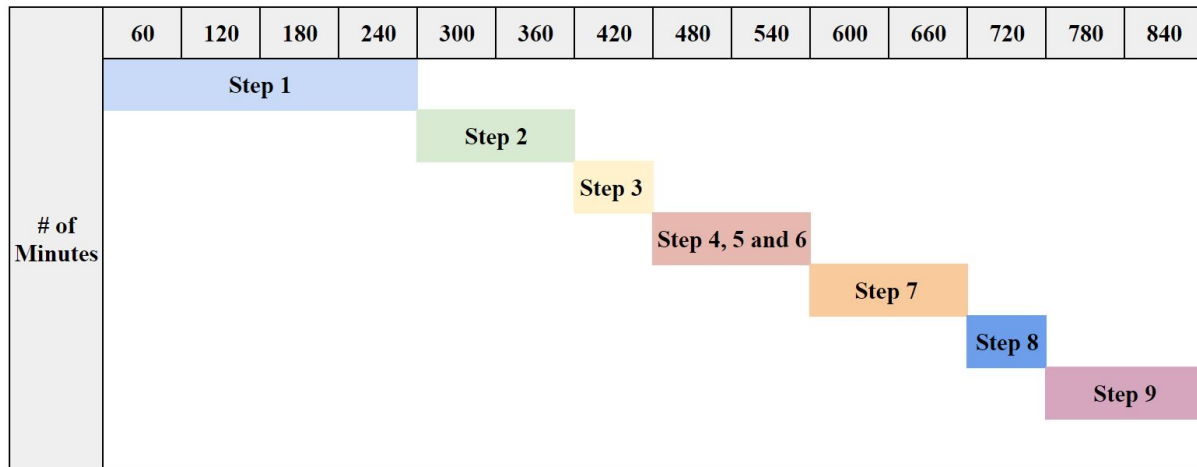 60 120 180 240 300 360 420 480 540 600 660 720 780 840
Step 1
Step 2
Step 3
# of
Minutes
Step 4, 5 and 6
Step 7
Step 8
Step 9